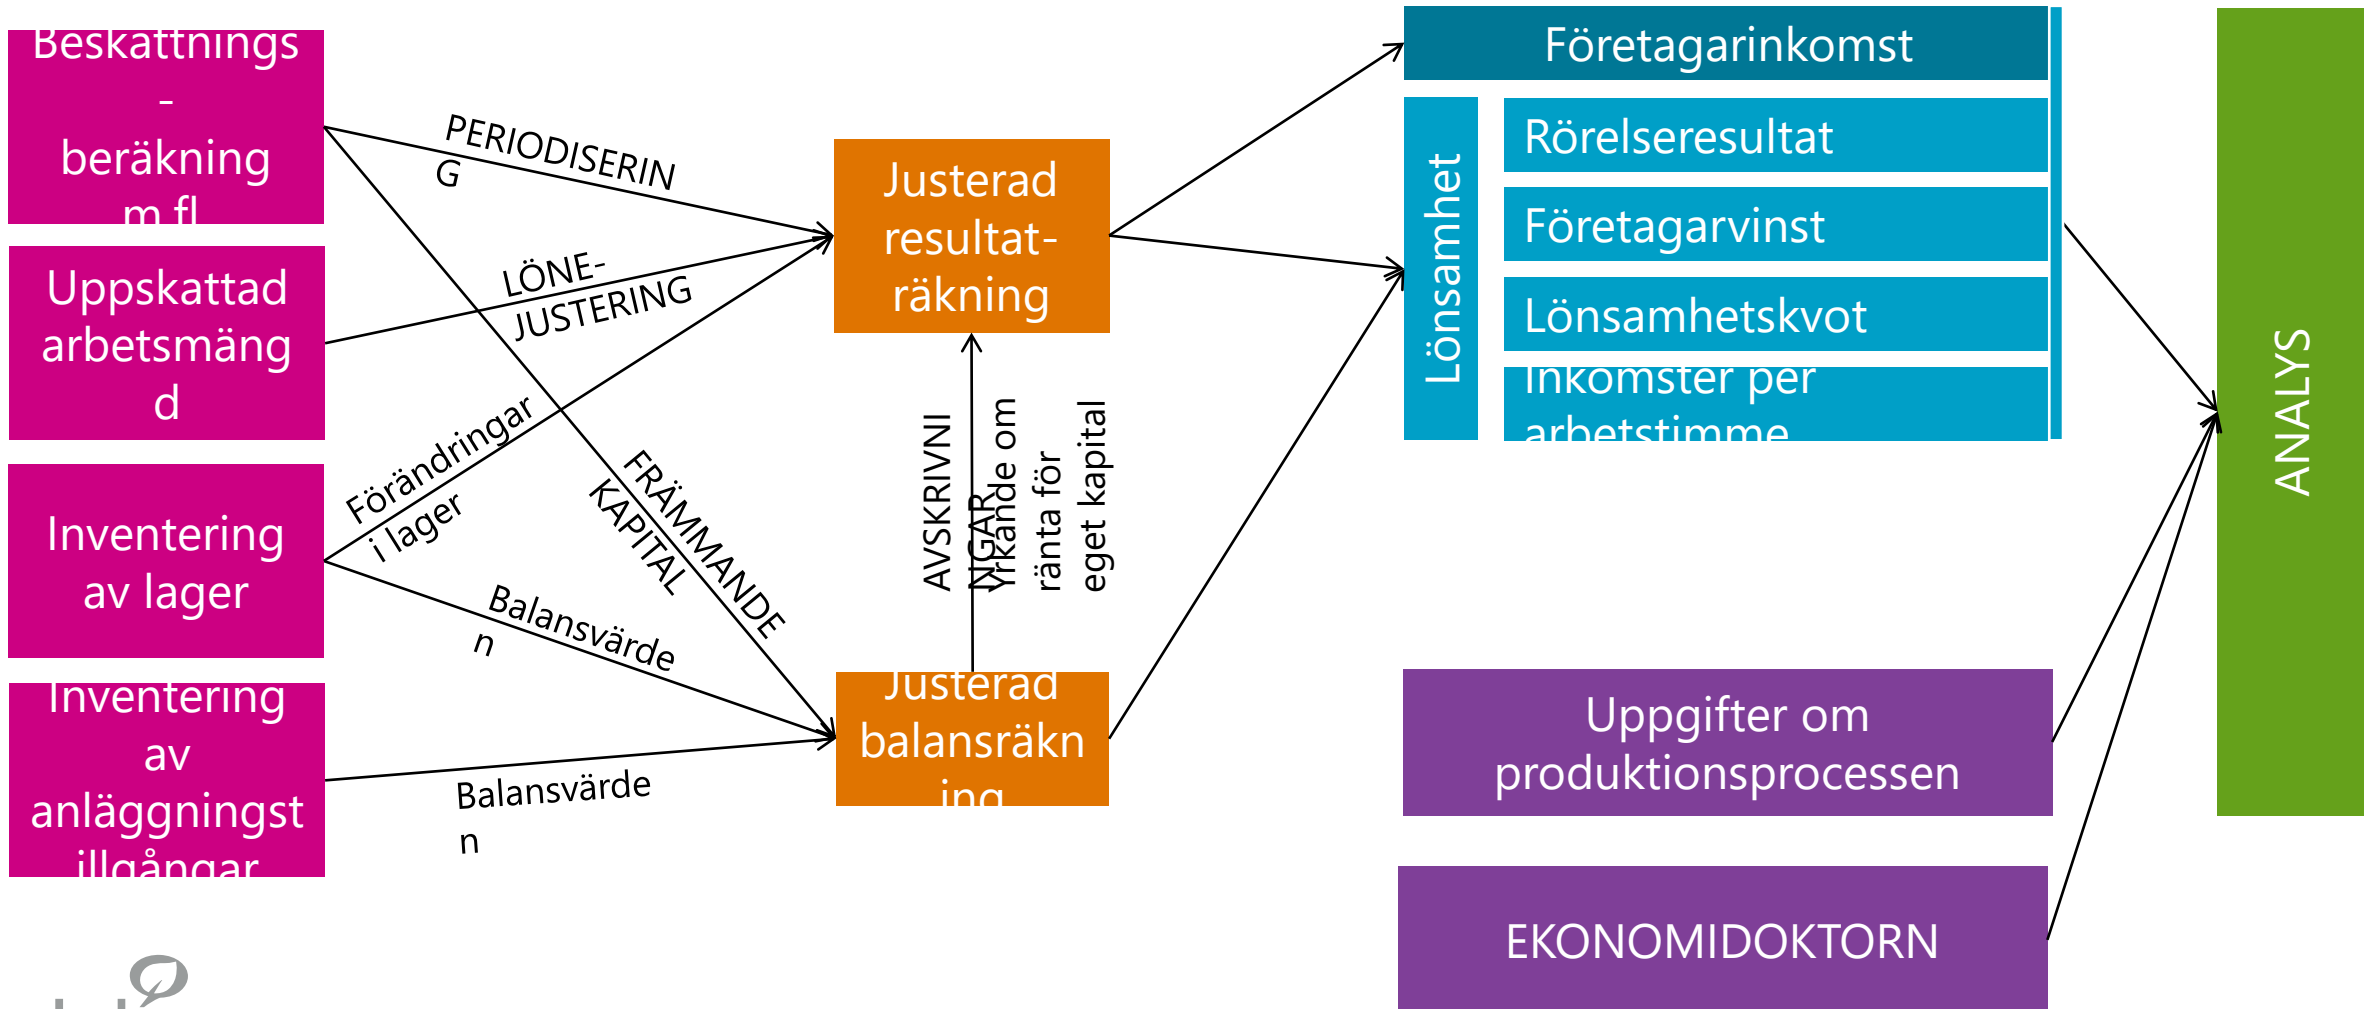 Beskattnings
-
beräkning
m.fl.
Uppskattad
arbetsmäng
d
Inventering
av lager
Inventering
av
anläggningst
illgångar
PERIODISERIN
G
LÖNE-
JUSTERING
Förändringar
i lager
FRÄMMANDE
KAPITAL
Balansvärde
n
Balansvärde
n
Justerad
resultat-
räkning
AVSKRIVNI
NGAR
Yrkande om
ränta för
eget kapital
Justerad
balansräkn
ing
Företagarinkomst
Lönsamhet
Rörelseresultat
Företagarvinst
Lönsamhetskvot
Inkomster per
arbetstimme
Uppgifter om
produktionsprocessen
EKONOMIDOKTORN
ANALYS